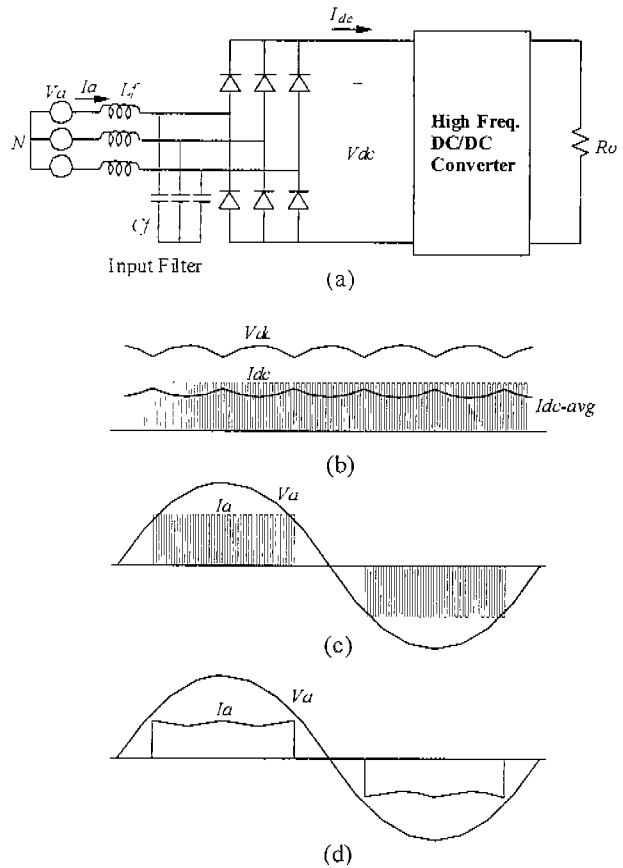 Idc
Va Ia Lf
N
Vdc
High Freq.
DC/DC
Converter
Ro
Cf
Input Filter
(a)
Vdc
Idc
Idc-avg
(b)
Ia Va
(c)
Ia Va
(d)